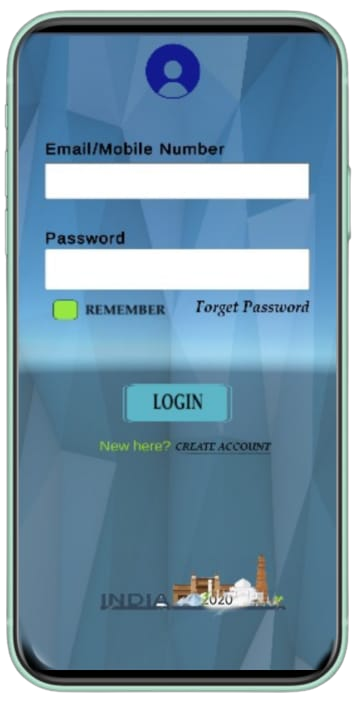 Email/Mobile Number
Password
REMEMBER Forget Password
LOGIN
New here? CREATE ACCOUNT
INDIA 2020